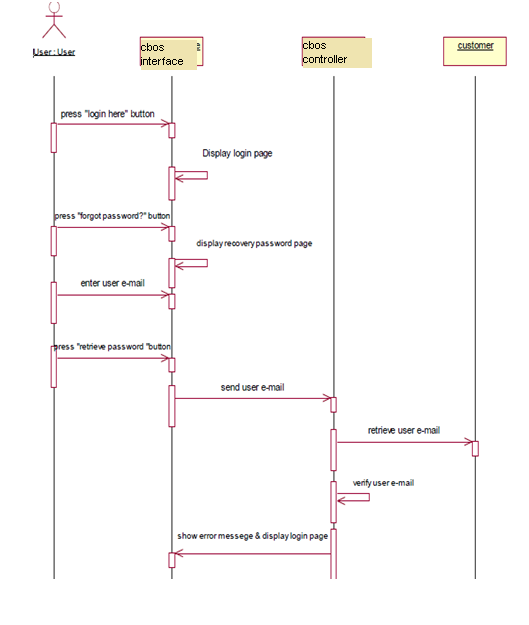 User : User
cbos
interface
cbos
controller
customer
press "login here" button
Display login page
press "forgot password?" button
display recovery password page
enter user e-mail
press "retrieve password "button
send user e-mail
retrieve user e-mail
verify user e-mail
show error messege & display login page